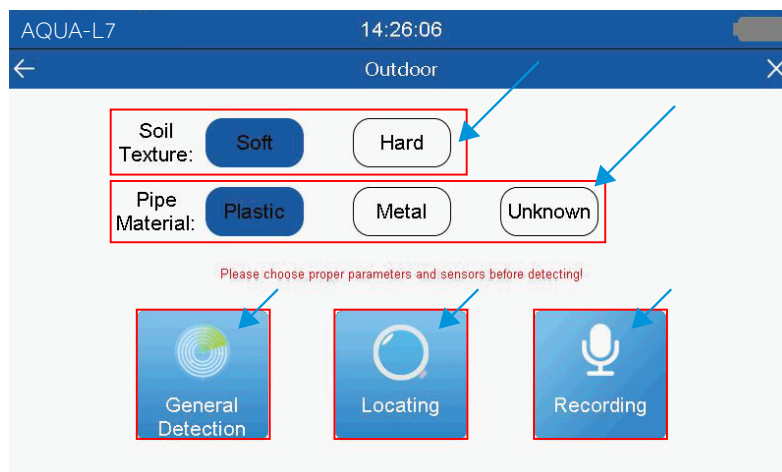 AQUA-L7 14:26:06
Outdoor
Soil Texture: Soft Hard
Pipe Material: Plastic Metal Unknown
Please choose proper parameters and sensors before detecting!
General Detection Locating Recording